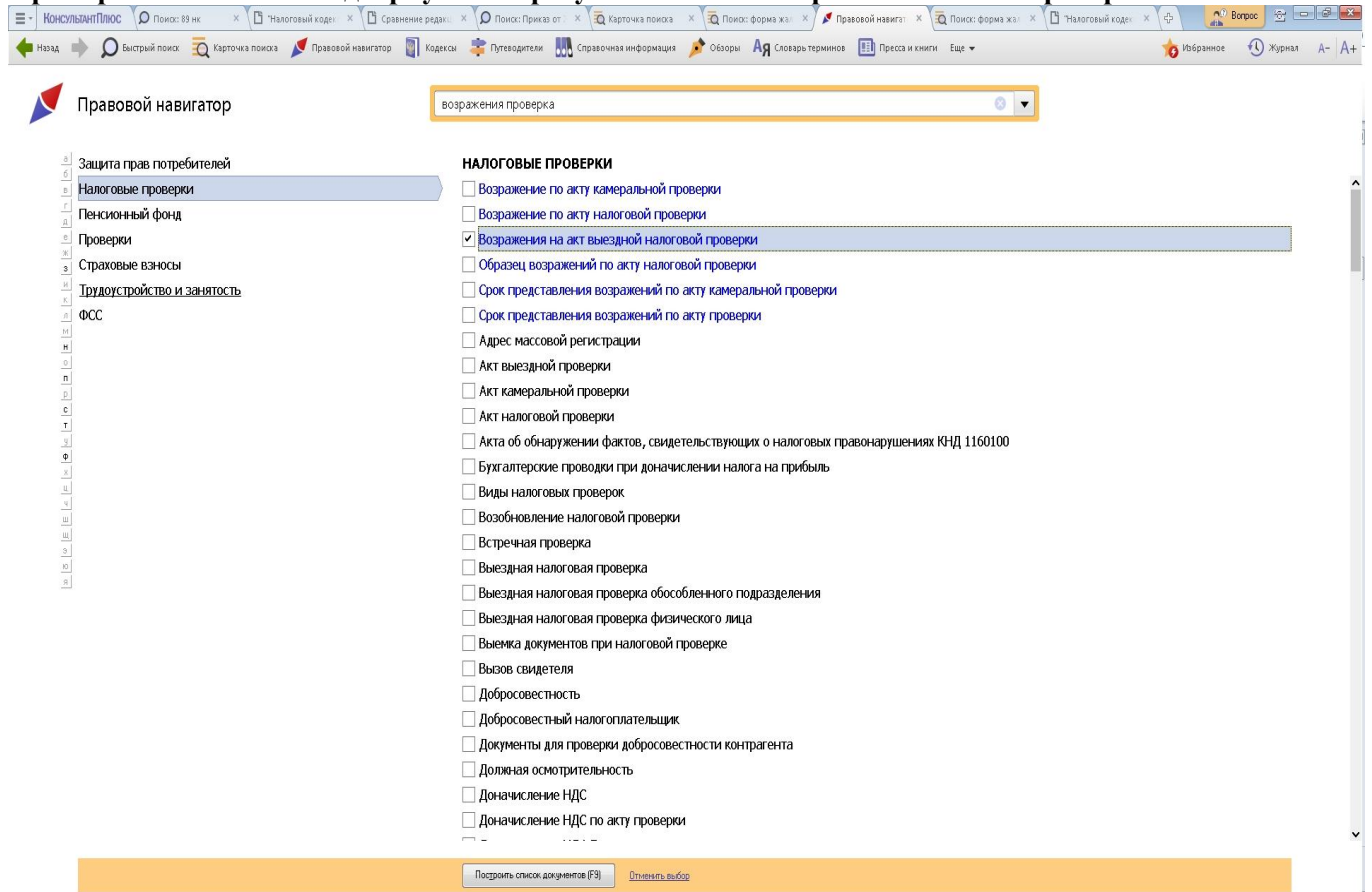 КОНСУЛЬТАНТПЛЮС Поиск: 89 нк "Налоговый кодек Сравнение редакц Поиск: Приказ от Карточка поиска Поиск: форма жал Правовой навигат Поиск: форма жал "Налоговый кодек Вопрос
Назад Быстрый поиск Карточка поиска Правовой навигатор Кодексы Путеводители Справочная информация Обзоры Словарь терминов Пресса и книги Еще Избранное Журнал А- А+
Правовой навигатор
возражения проверка
а
б
в
г
д
е
ж
з
и
к
л
м
н
о
п
р
с
т
у
ф
х
ц
ч
ш
щ
э
ю
я
Защита прав потребителей
Налоговые проверки
Пенсионный фонд
Проверки
Страховые взносы
Трудоустройство и занятость
ФСС
НАЛОГОВЫЕ ПРОВЕРКИ
Возражение по акту камеральной проверки
Возражение по акту налоговой проверки
Возражения на акт выездной налоговой проверки
Образец возражений по акту налоговой проверки
Срок представления возражений по акту камеральной проверки
Срок представления возражений по акту проверки
Адрес массовой регистрации
Акт выездной проверки
Акт камеральной проверки
Акт налоговой проверки
Акта об обнаружении фактов, свидетельствующих о налоговых правонарушениях КНД 1160100
Бухгалтерские проводки при доначислении налога на прибыль
Виды налоговых проверок
Возобновление налоговой проверки
Встречная проверка
Выездная налоговая проверка
Выездная налоговая проверка обособленного подразделения
Выездная налоговая проверка физического лица
Выемка документов при налоговой проверке
Вызов свидетеля
Добросовестность
Добросовестный налогоплательщик
Документы для проверки добросовестности контрагента
Должная осмотрительность
Доначисление НДС
Доначисление НДС по акту проверки
Построить список документов (F9) Отменить выбор